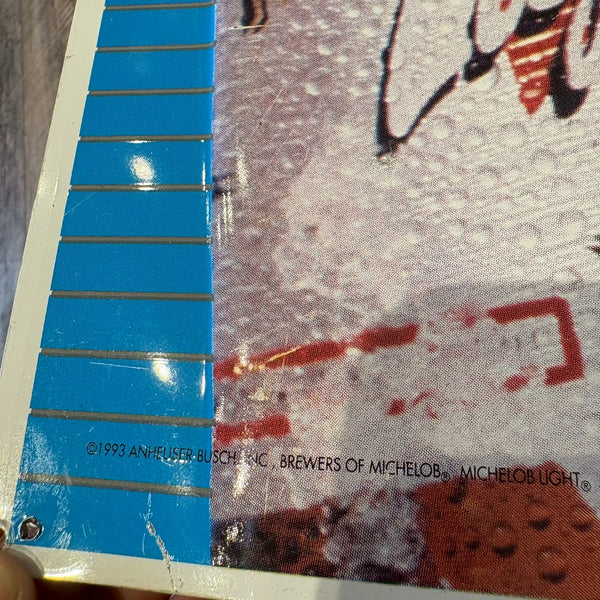 ©1993 ANHEUSER-BUSCH, INC., BREWERS OF MICHELOB®, MICHELOB LIGHT®